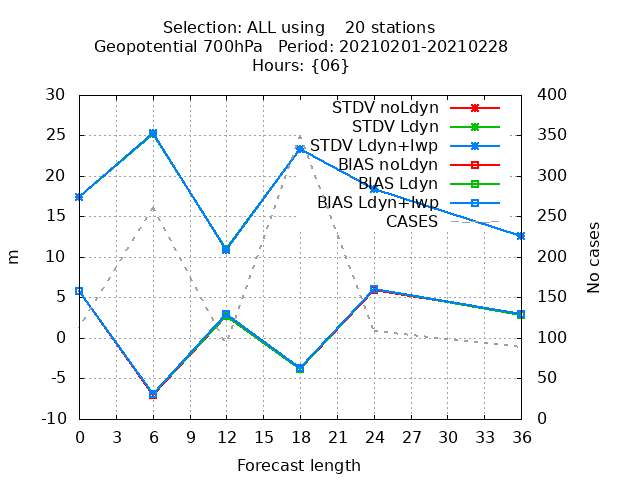 Selection: ALL using    20 stations
Geopotential 700hPa   Period: 20210201-20210228
Hours: {06}
30
25
20
15
10
5
0
-5
-10
m
STDV noLdyn
STDV Ldyn
STDV Ldyn+lwp
BIAS noLdyn
BIAS Ldyn
BIAS Ldyn+lwp
CASES
400
350
300
250
200
150
100
50
0
No cases
0 3 6 9 12 15 18 21 24 27 30 33 36
Forecast length